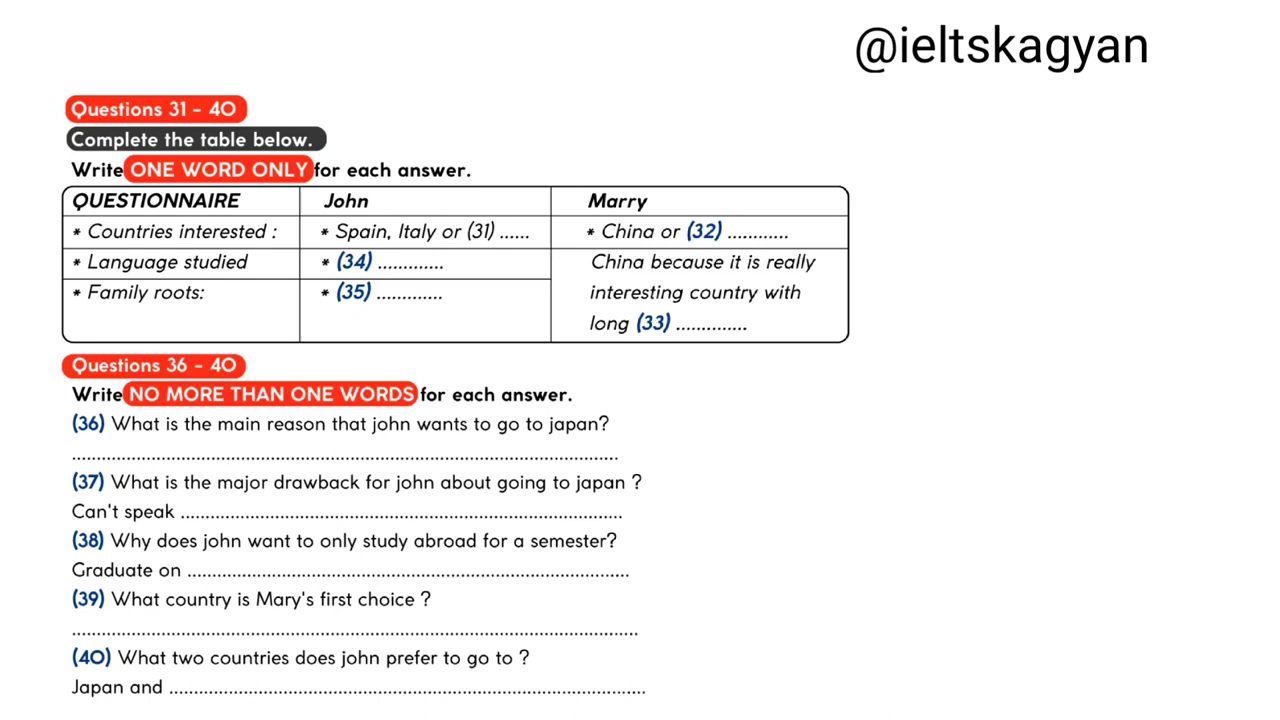 @ieltskagyan
Questions 31 - 40
Complete the table below.
Write ONE WORD ONLY for each answer.
QUESTIONNAIRE John Marry
* Countries interested : * Spain, Italy or (31) ...... * China or (32) ............
* Language studied * (34) ............. China because it is really
* Family roots: * (35) ............. interesting country with
long (33) ..............
Questions 36 - 40
Write NO MORE THAN ONE WORDS for each answer.
(36) What is the main reason that john wants to go to japan?
.............................................................................................................
(37) What is the major drawback for john about going to japan ?
Can't speak ........................................................................................
(38) Why does john want to only study abroad for a semester?
Graduate on ........................................................................................
(39) What country is Mary's first choice ?
.................................................................................................................
(40) What two countries does john prefer to go to ?
Japan and ...............................................................................................